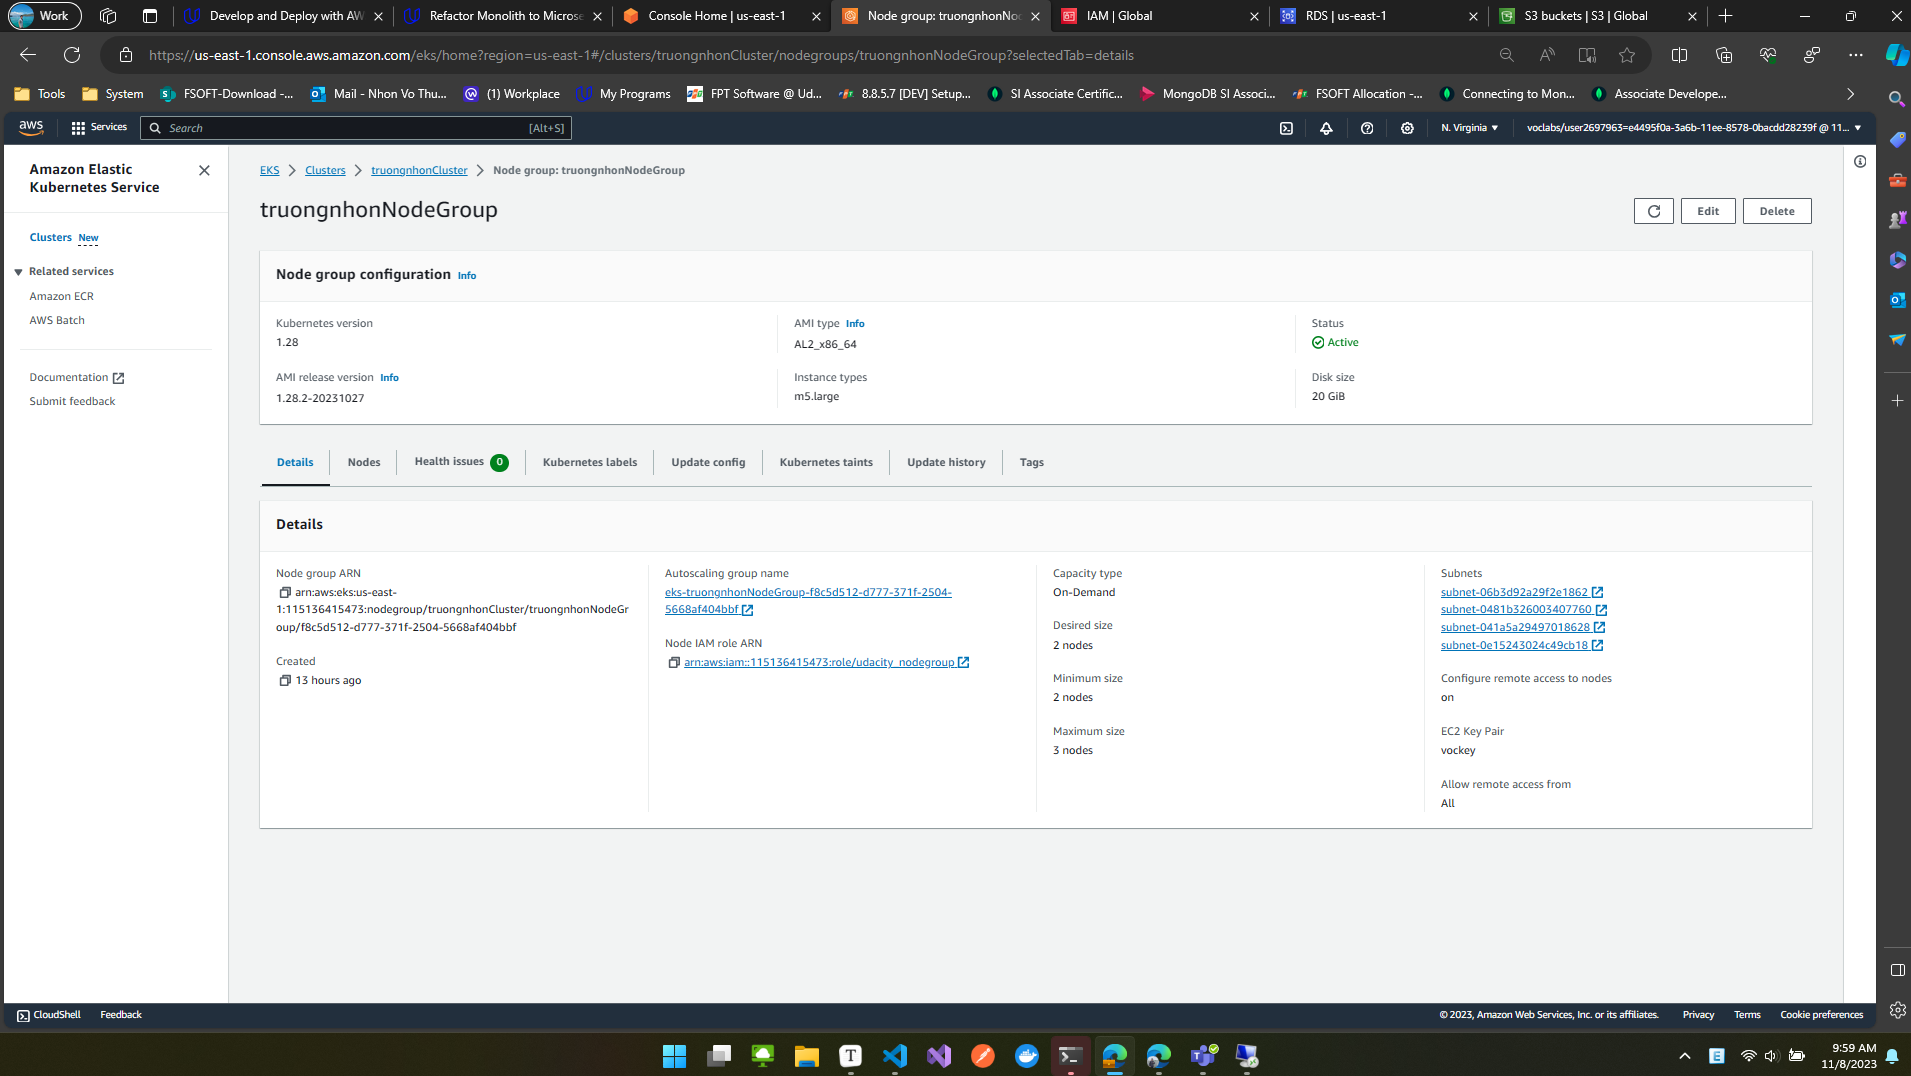 Work
Develop and Deploy with AW
Refactor Monolith to Microse
Console Home | us-east-1
Node group: truongnhonNo
IAM | Global
RDS | us-east-1
S3 buckets | S3 | Global
https://us-east-1.console.aws.amazon.com/eks/home?region=us-east-1#/clusters/truongnhonCluster/nodegroups/truongnhonNodeGroup?selectedTab=details
Tools
System
FSOFT-Download -...
Mail - Nhon Vo Thu...
(1) Workplace
My Programs
FPT Software @ Ud...
8.8.5.7 [DEV] Setup...
SI Associate Certific...
MongoDB SI Associ...
FSOFT Allocation -...
Connecting to Mon...
Associate Develope...
aws
Services
Search
[Alt+S]
N. Virginia
voclabs/user2697963=e4495f0a-3a6b-11ee-8578-0bacdd28239f @ 11...
Amazon Elastic
Kubernetes Service
Clusters New
Related services
Amazon ECR
AWS Batch
Documentation
Submit feedback
EKS
Clusters
truongnhonCluster
Node group: truongnhonNodeGroup
truongnhonNodeGroup
Edit
Delete
Node group configuration Info
Kubernetes version
1.28
AMI type Info
AL2_x86_64
Status
Active
AMI release version Info
1.28.2-20231027
Instance types
m5.large
Disk size
20 GiB
Details
Nodes
Health issues 0
Kubernetes labels
Update config
Kubernetes taints
Update history
Tags
Details
Node group ARN
arn:aws:eks:us-east-
1:115136415473:nodegroup/truongnhonCluster/truongnhonNodeGr
oup/f8c5d512-d777-371f-2504-5668af404bbf
Created
13 hours ago
Autoscaling group name
eks-truongnhonNodeGroup-f8c5d512-d777-371f-2504-
5668af404bbf
Node IAM role ARN
arn:aws:iam::115136415473:role/udacity_nodegroup
Capacity type
On-Demand
Desired size
2 nodes
Minimum size
2 nodes
Maximum size
3 nodes
Subnets
subnet-06b3d92a29f2e1862
subnet-0481b326003407760
subnet-041a5a29497018628
subnet-0e15243024c49cb18
Configure remote access to nodes
on
EC2 Key Pair
vockey
Allow remote access from
All
CloudShell
Feedback
© 2023, Amazon Web Services, Inc. or its affiliates.
Privacy
Terms
Cookie preferences
9:59 AM
11/8/2023